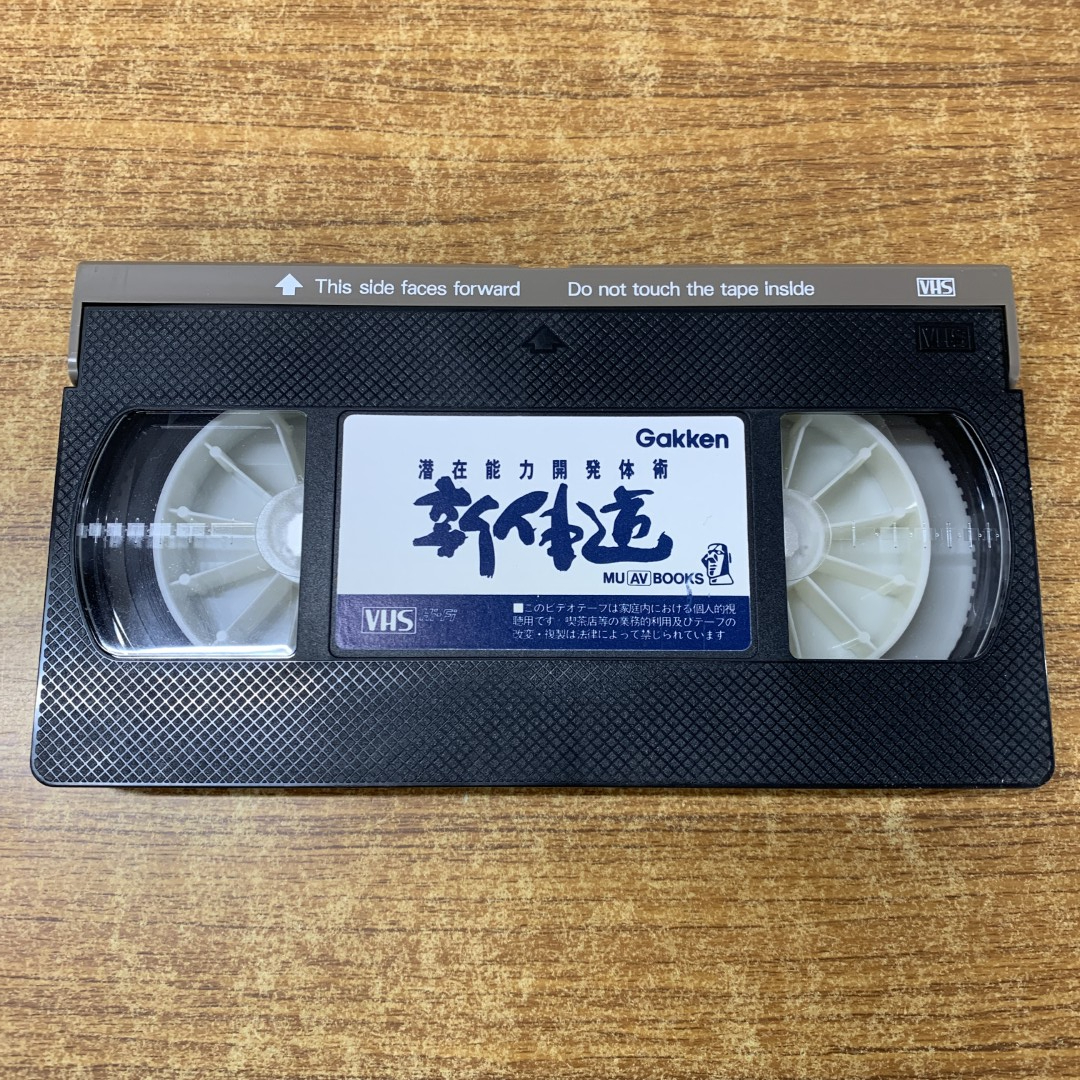 This side faces forward
Do not touch the tape inside
VHS
VHS
Gakken
潜在能力開発体術
新体道
MU AV BOOKS
VHS
■このビデオテープは家庭内における個人的視
聴用です・喫茶店等の業務的利用及びテープの
改変・複製は法律によって禁じられています